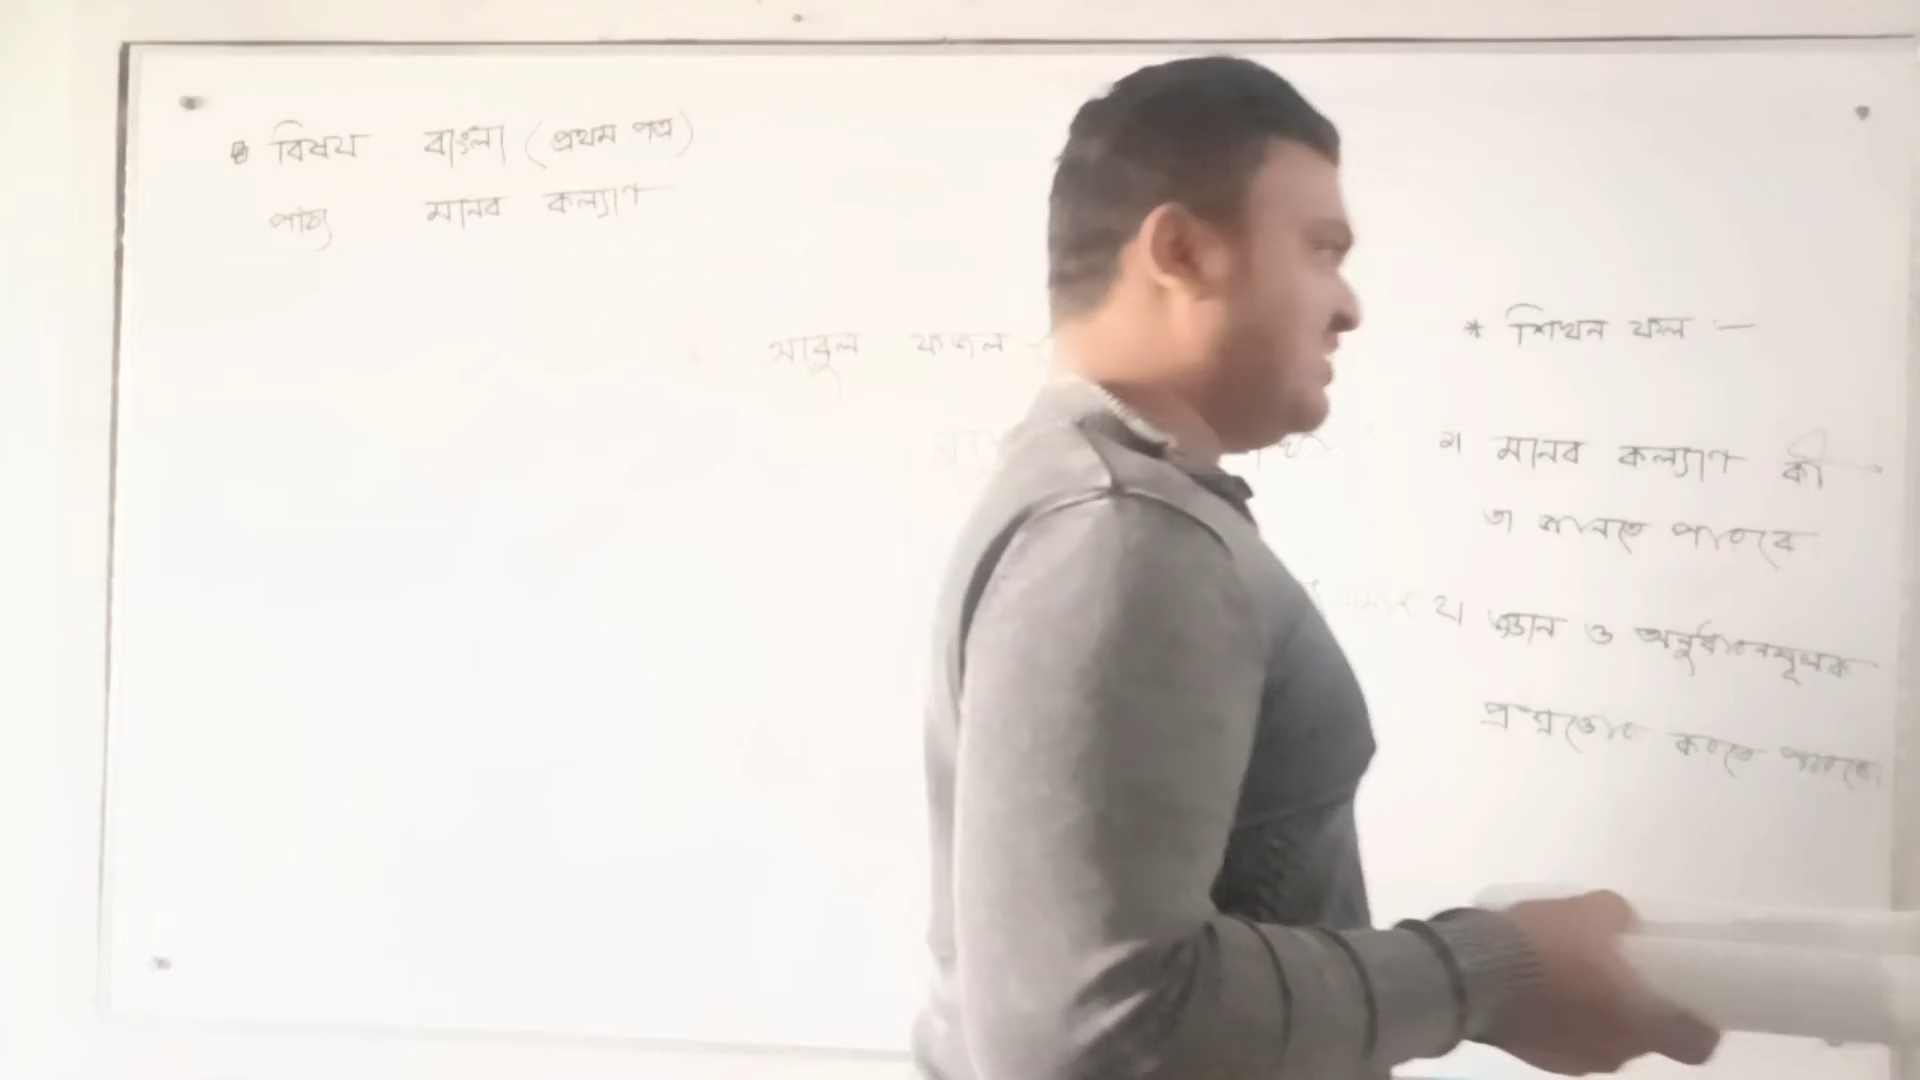 বিষয় বাংলা (প্রথম পত্র)
পাঠ্য মানব কল্যাণ
আবুল ফজল -
* শিখন ফল :-
১। মানব কল্যাণ কী
তা জানতে পারবে
২। জ্ঞান ও অনুধাবনমূলক
প্রশ্নোত্তোর করতে পারবে।